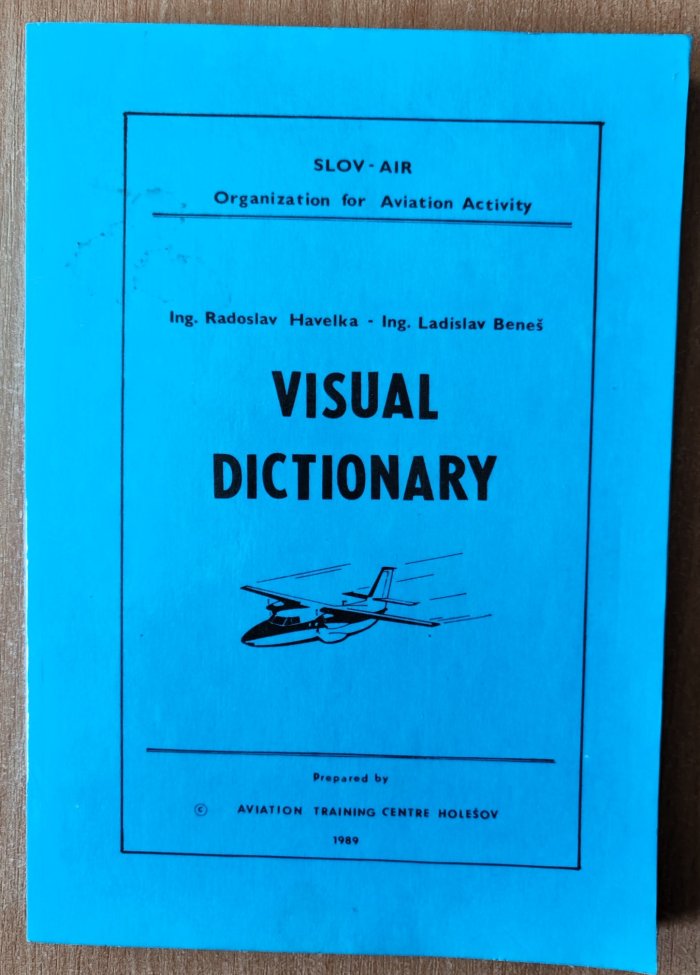 SLOV - AIR
Organization for Aviation Activity
Ing. Radoslav Havelka - Ing. Ladislav Beneš
VISUAL
DICTIONARY
Prepared by
© AVIATION TRAINING CENTRE HOLEŠOV
1989